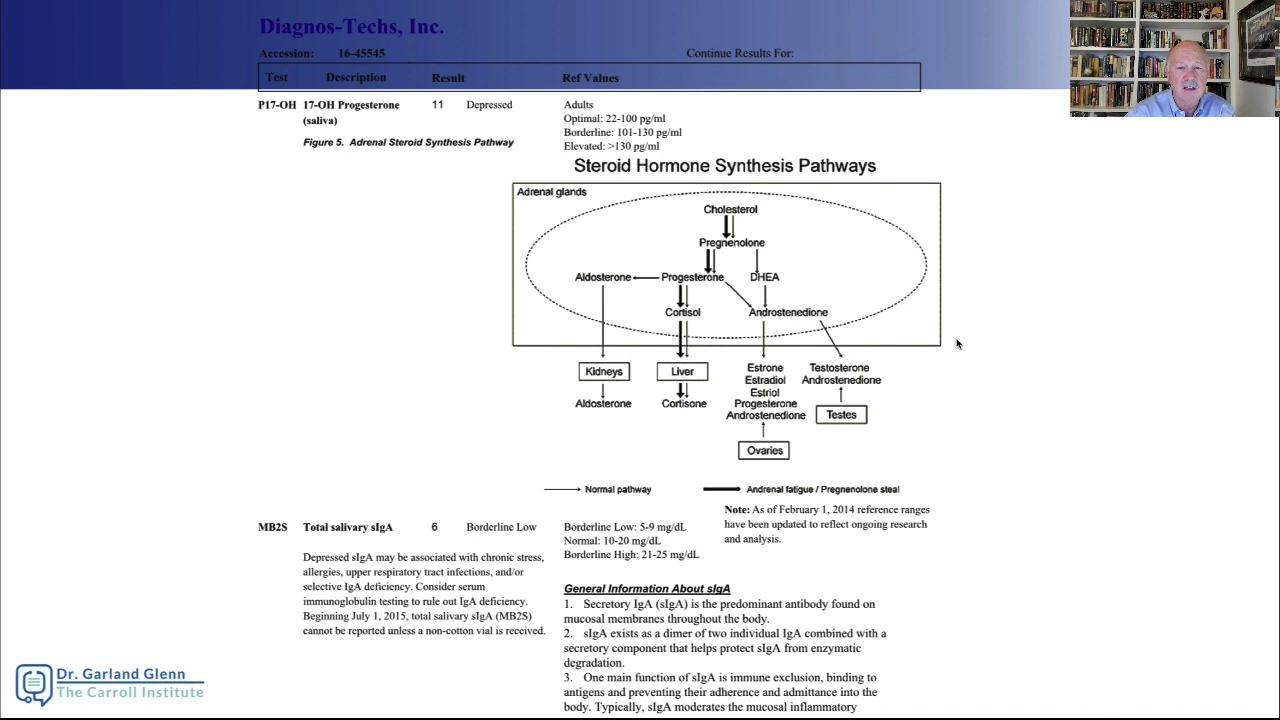 Diagnos-Techs, Inc.
Accession: 16-45545 Continue Results For:
Test Description Result Ref Values
P17-OH 17-OH Progesterone 11 Depressed Adults
(saliva) Optimal: 22-100 pg/ml
Borderline: 101-130 pg/ml
Figure 5. Adrenal Steroid Synthesis Pathway Elevated: >130 pg/ml
Steroid Hormone Synthesis Pathways
Adrenal glands
Cholesterol
Pregnenolone
Aldosterone Progesterone DHEA
Cortisol Androstenedione
Kidneys Liver Estrone Testosterone
Estradiol Androstenedione
Estriol
Aldosterone Cortisone Progesterone
Androstenedione Testes
Ovaries
Normal pathway Andrenal fatigue / Pregnenolone steal
Note: As of February 1, 2014 reference ranges
have been updated to reflect ongoing research
and analysis.
MB2S Total salivary sIgA 6 Borderline Low Borderline Low: 5-9 mg/dL
Normal: 10-20 mg/dL
Borderline High: 21-25 mg/dL
Depressed sIgA may be associated with chronic stress,
allergies, upper respiratory tract infections, and/or
selective IgA deficiency. Consider serum
immunoglobulin testing to rule out IgA deficiency.
Beginning July 1, 2015, total salivary sIgA (MB2S)
cannot be reported unless a non-cotton vial is received.
General Information About sIgA
1. Secretory IgA (sIgA) is the predominant antibody found on
mucosal membranes throughout the body.
2. sIgA exists as a dimer of two individual IgA combined with a
secretory component that helps protect sIgA from enzymatic
degradation.
3. One main function of sIgA is immune exclusion, binding to
antigens and preventing their adherence and admittance into the
body. Typically, sIgA moderates the mucosal inflammatory
Dr. Garland Glenn
The Carroll Institute